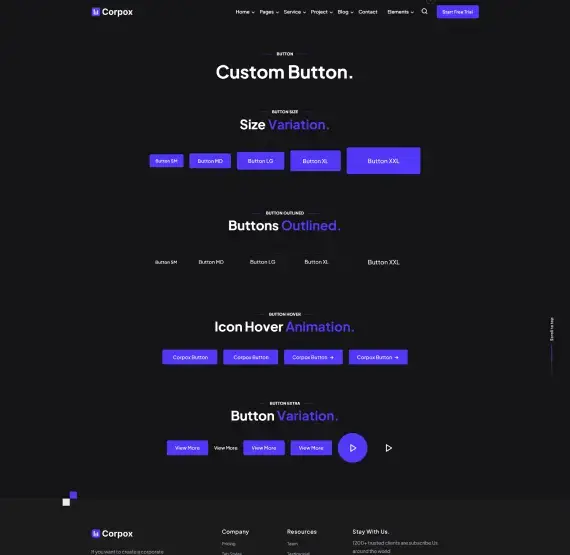 Corpox
Home Pages Service Project Blog Contact Elements Start Free Trial
BUTTON
Custom Button.
BUTTON SIZE
Size Variation.
Button SM Button MD Button LG Button XL Button XXL
BUTTON OUTLINED
Buttons Outlined.
Button SM Button MD Button LG Button XL Button XXL
BUTTON HOVER
Icon Hover Animation.
Scroll to top
Corpox Button Corpox Button Corpox Button → Corpox Button →
BUTTON EXTRA
Button Variation.
View More View More View More View More
Corpox Company Resources Stay With Us.
If you want to create a corporate Pricing Team 1200+ trusted clients are subscribe Us
around the world